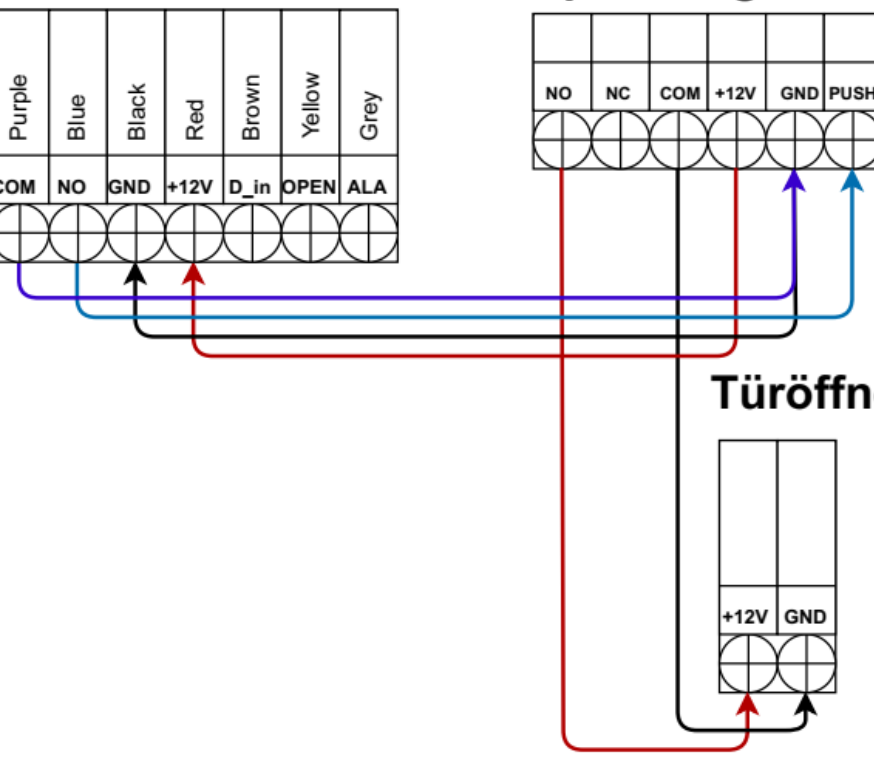 Purple Blue Black Red Brown Yellow Grey
COM NO GND +12V D_in OPEN ALA
NO NC COM +12V GND PUSH
Türöffn
+12V GND